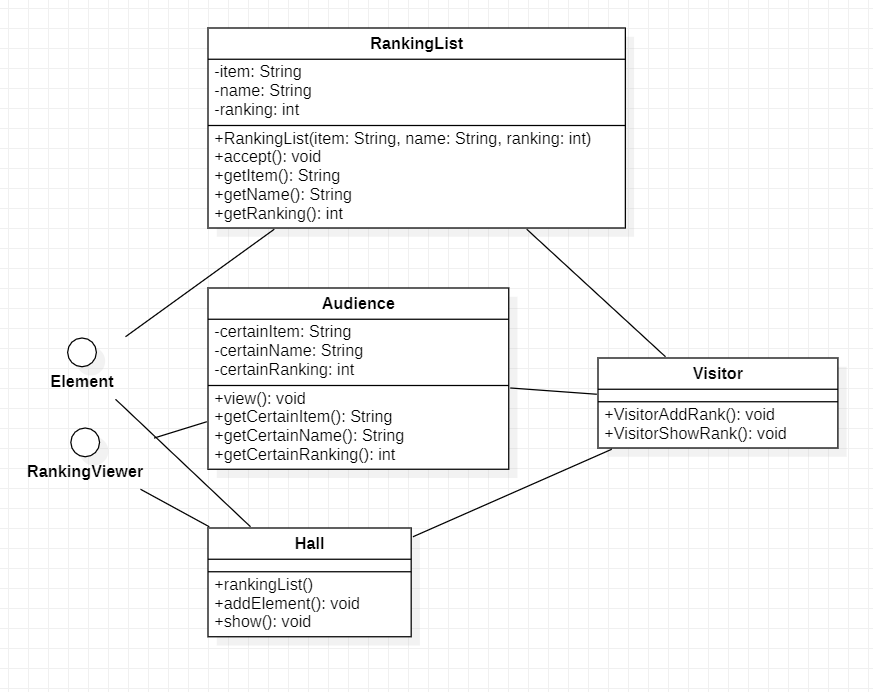 RankingList
-item: String
-name: String
-ranking: int
+RankingList(item: String, name: String, ranking: int)
+accept(): void
+getItem(): String
+getName(): String
+getRanking(): int
Audience
-certainItem: String
-certainName: String
-certainRanking: int
+view(): void
+getCertainItem(): String
+getCertainName(): String
+getCertainRanking(): int
Element
RankingViewer
Visitor
+VisitorAddRank(): void
+VisitorShowRank(): void
Hall
+rankingList()
+addElement(): void
+show(): void